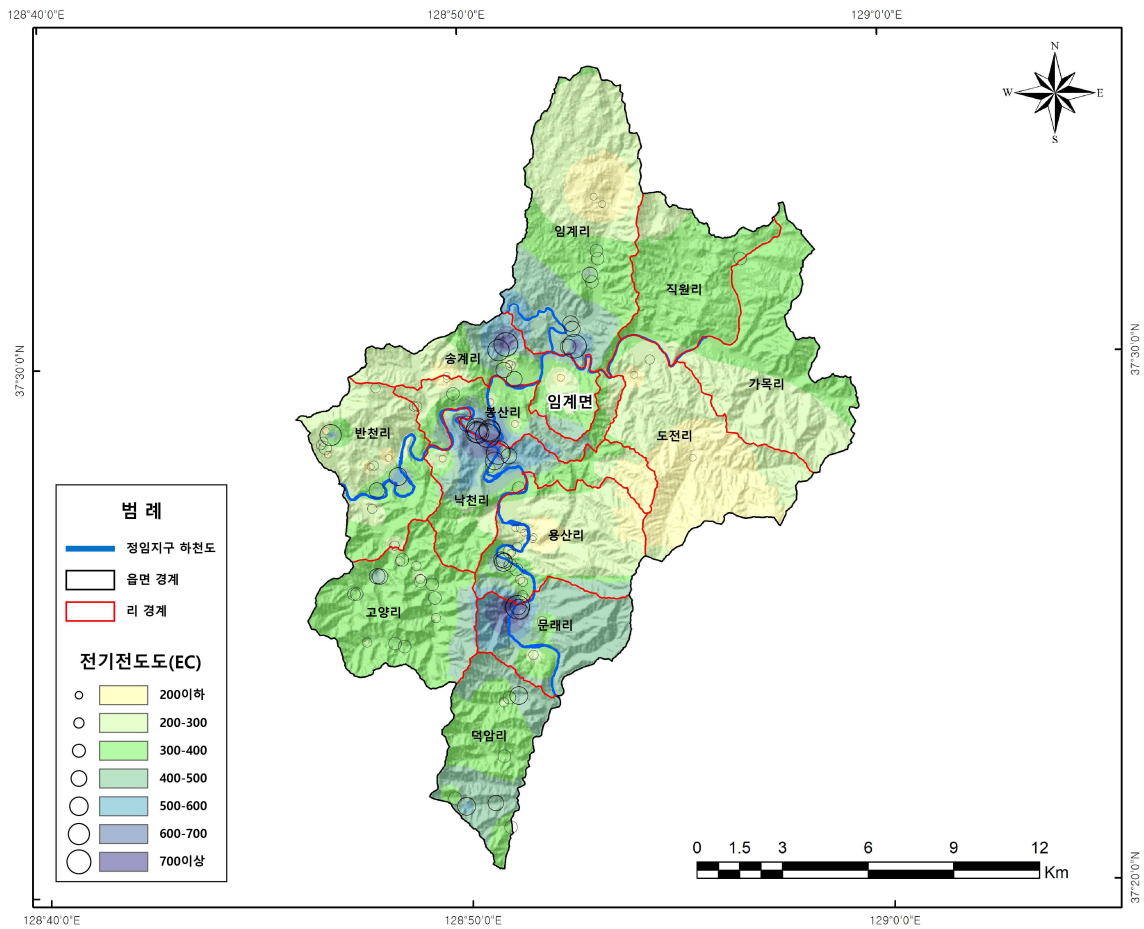 128°40'0"E
128°50'0"E
129°0'0"E
N
W
E
S
임계리
직원리
37°30'0"N
37°30'0"N
송계리
가목리
임계면
봉산리
반천리
도전리
낙천리
용산리
고양리
문래리
덕암리
범 례
정임지구 하천도
읍면 경계
리 경계
전기전도도(EC)
200이하
200-300
300-400
400-500
500-600
600-700
700이상
0 1.5 3 6 9 12
Km
37°20'0"N
128°40'0"E
128°50'0"E
129°0'0"E